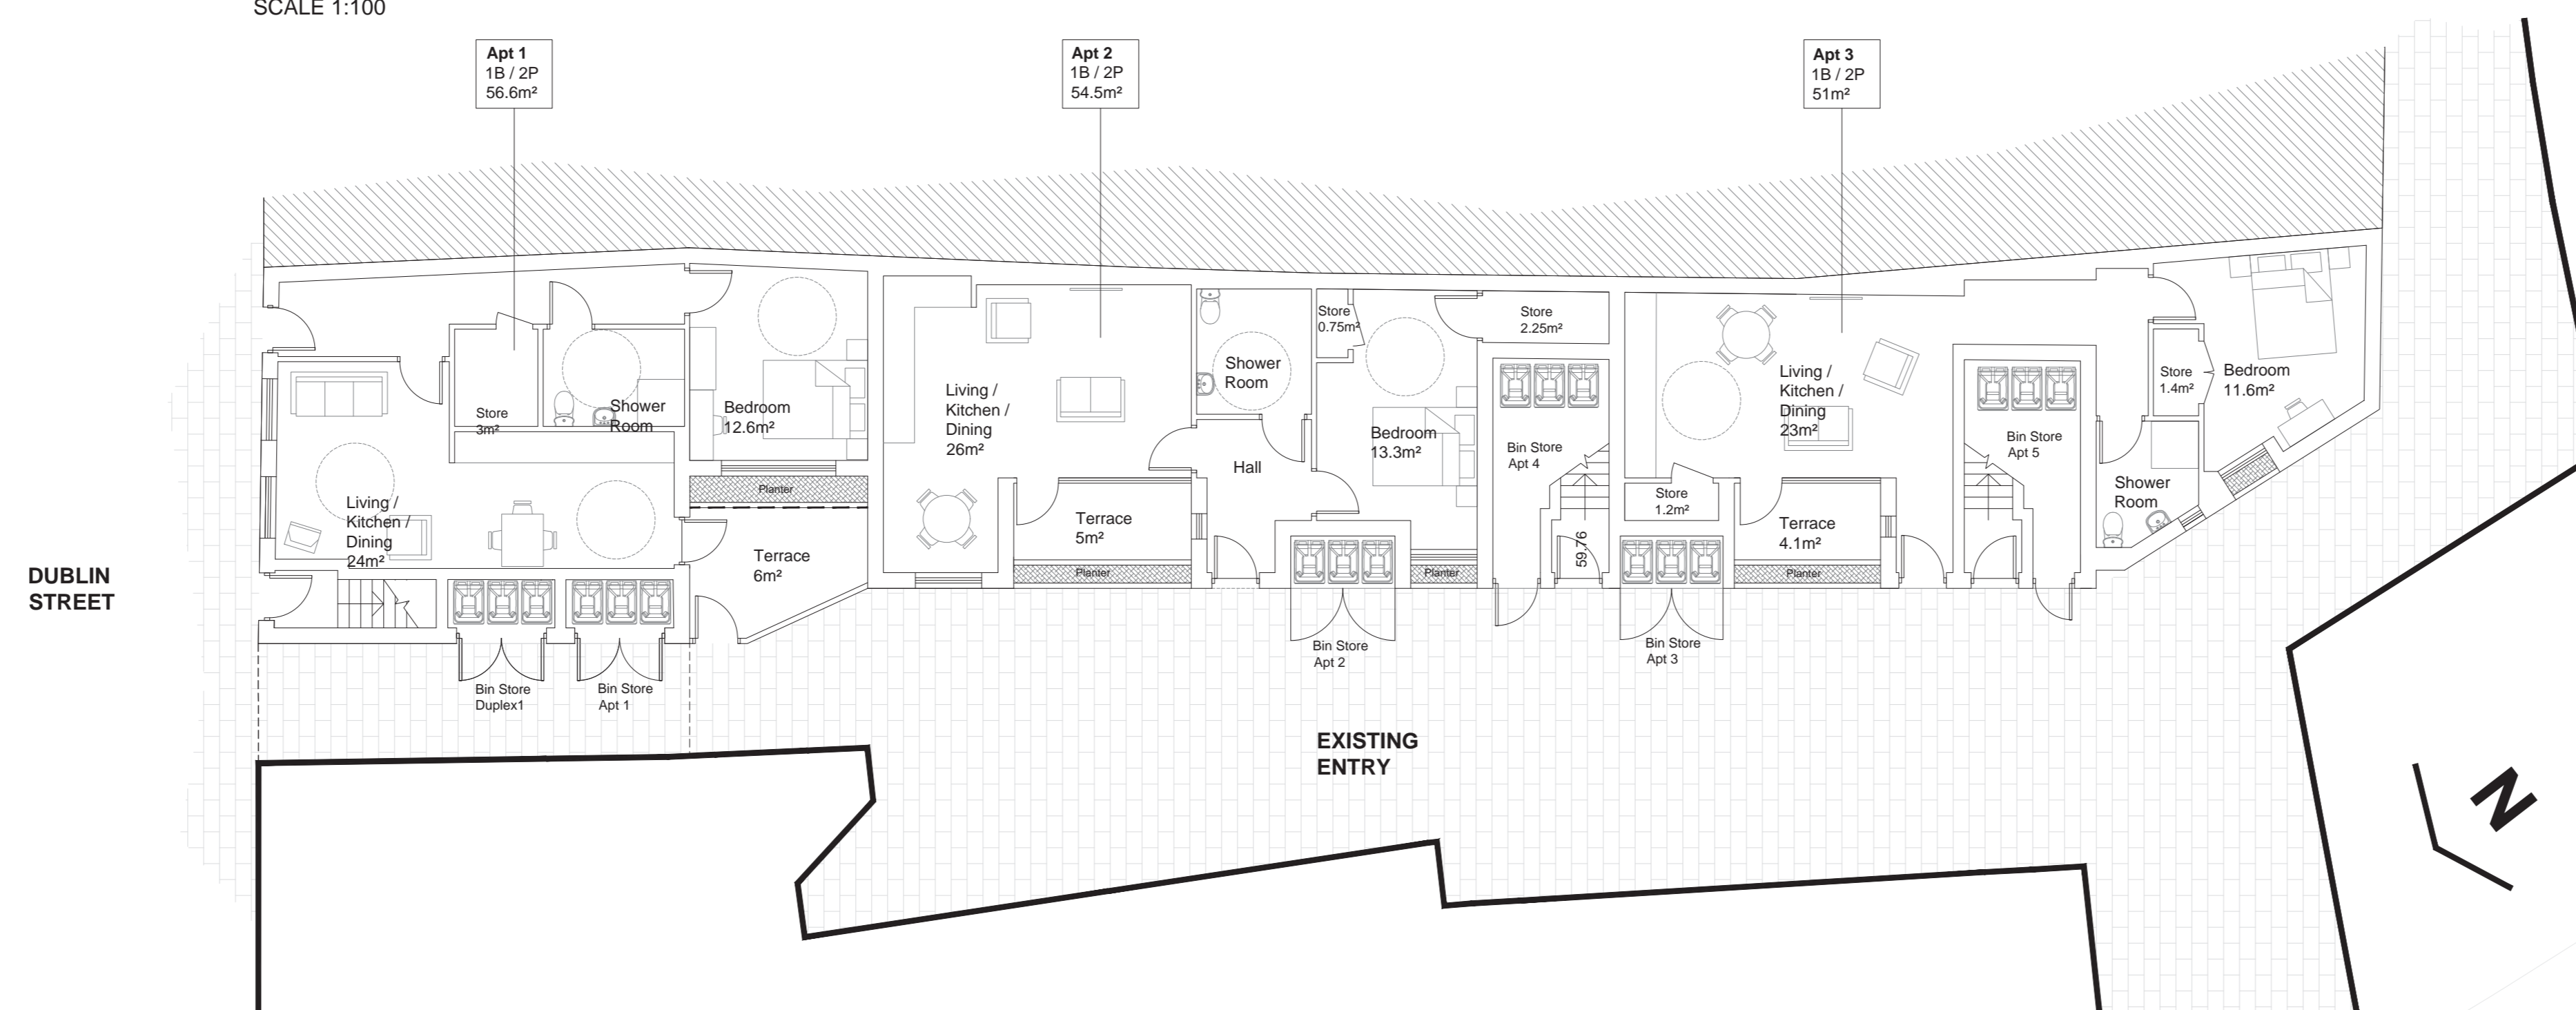 SCALE 1:100
Apt 1
1B / 2P
56.6m²
Apt 2
1B / 2P
54.5m²
Apt 3
1B / 2P
51m²
Store
3m²
Shower
Room
Bedroom
12.6m²
Living /
Kitchen /
Dining
24m²
Planter
Terrace
6m²
Living /
Kitchen /
Dining
26m²
Terrace
5m²
Planter
Shower
Room
Hall
Store
0.75m²
Bedroom
13.3m²
Planter
Store
2.25m²
Bin Store
Apt 4
59.76
Living /
Kitchen /
Dining
23m²
Store
1.2m²
Terrace
4.1m²
Planter
Bin Store
Apt 5
Store
1.4m²
Bedroom
11.6m²
Shower
Room
DUBLIN
STREET
Bin Store
Duplex1
Bin Store
Apt 1
Bin Store
Apt 2
Bin Store
Apt 3
EXISTING
ENTRY
N